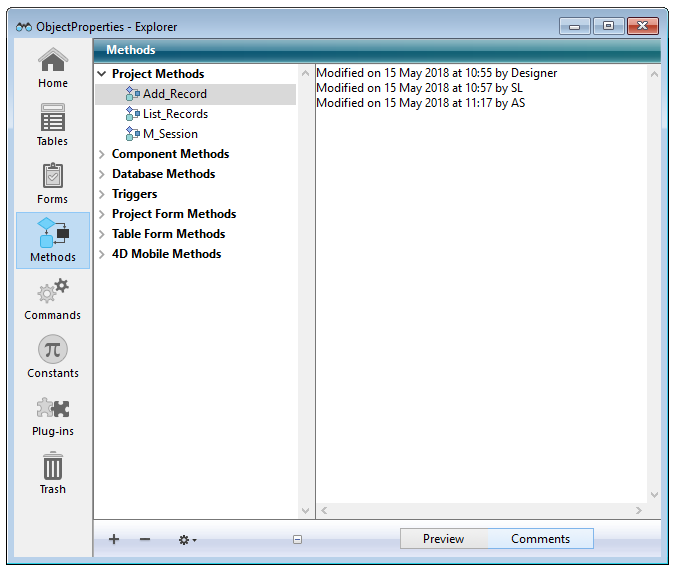 ObjectProperties - Explorer
Home
Tables
Forms
Methods
Commands
Constants
Plug-ins
Trash
Methods
Project Methods
Add_Record
List_Records
M_Session
Component Methods
Database Methods
Triggers
Project Form Methods
Table Form Methods
4D Mobile Methods
Modified on 15 May 2018 at 10:55 by Designer
Modified on 15 May 2018 at 10:57 by SL
Modified on 15 May 2018 at 11:17 by AS
Preview
Comments